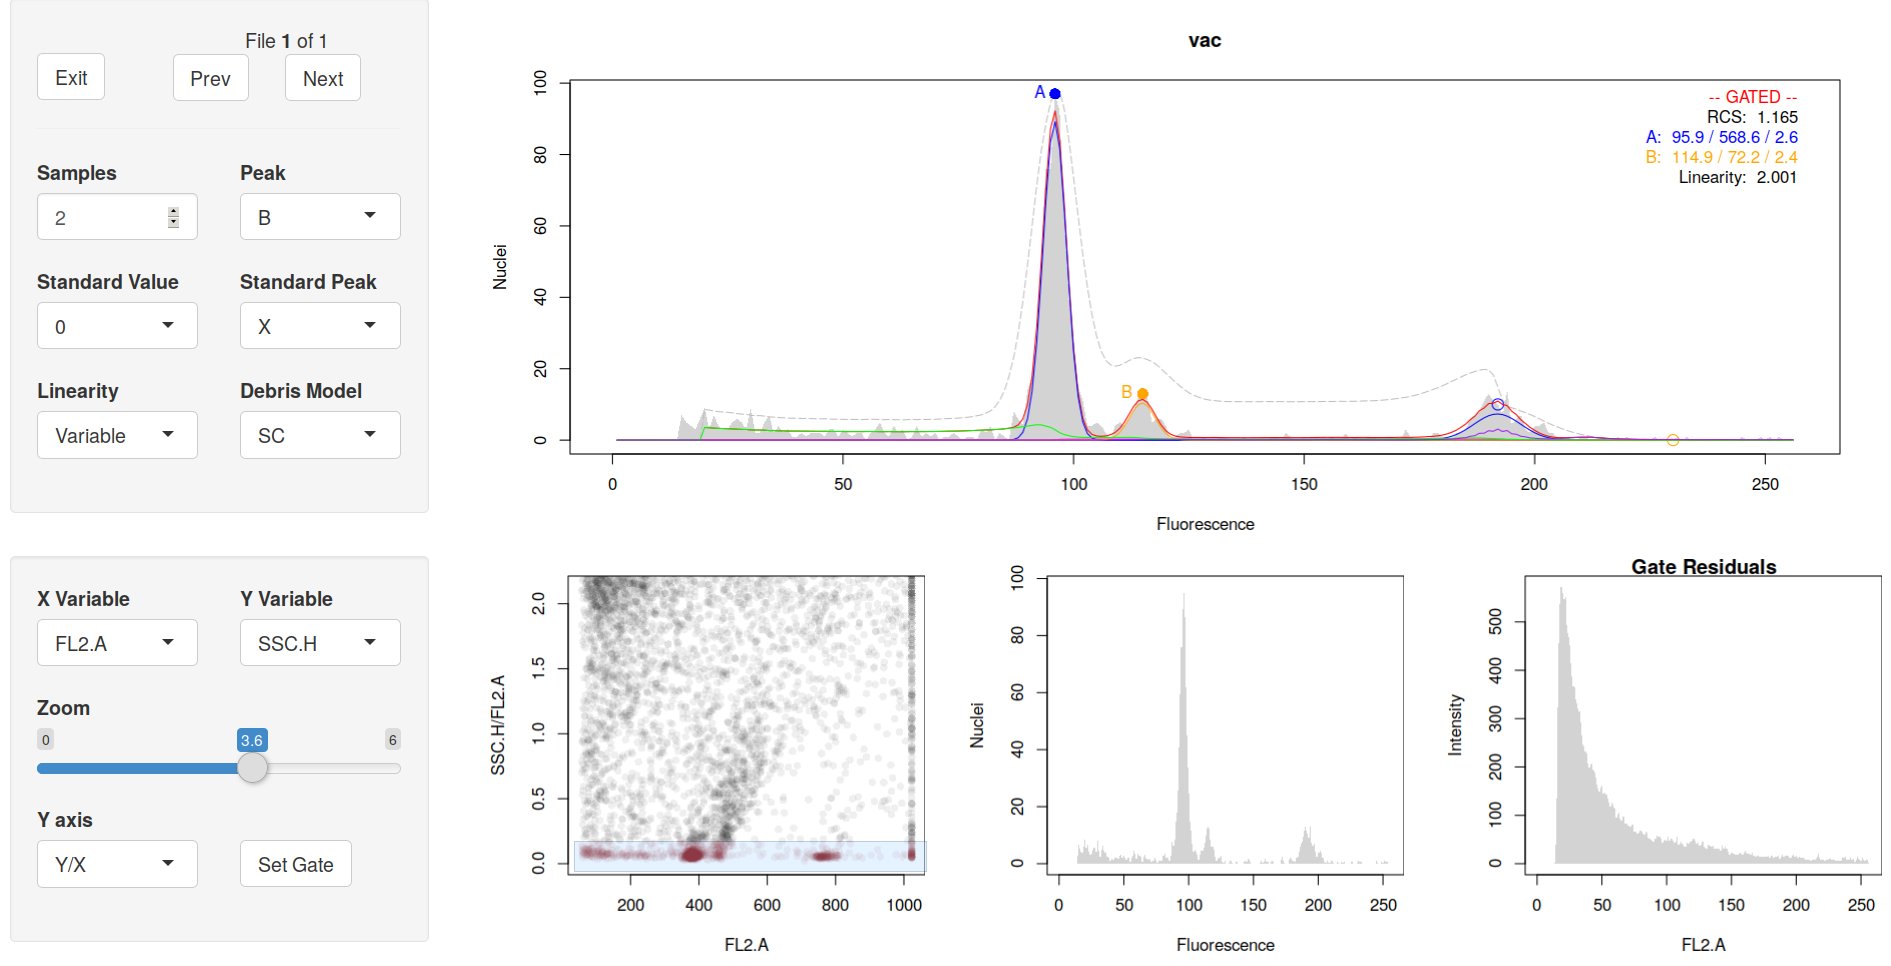 File 1 of 1
Exit Prev Next
Samples Peak
2 B
Standard Value Standard Peak
0 X
Linearity Debris Model
Variable SC
X Variable Y Variable
FL2.A SSC.H
Zoom
0 3.6 6
Y axis
Y/X Set Gate
vac
-- GATED --
RCS: 1.165
A: 95.9 / 568.6 / 2.6
B: 114.9 / 72.2 / 2.4
Linearity: 2.001
A
B
Nuclei
0 20 40 60 80 100
0 50 100 150 200 250
Fluorescence
SSC.H/FL2.A
0.0 0.5 1.0 1.5 2.0
200 400 600 800 1000
FL2.A
Nuclei
0 20 40 60 80 100
0 50 100 150 200 250
Fluorescence
Gate Residuals
Intensity
0 100 200 300 400 500
0 50 100 150 200 250
FL2.A